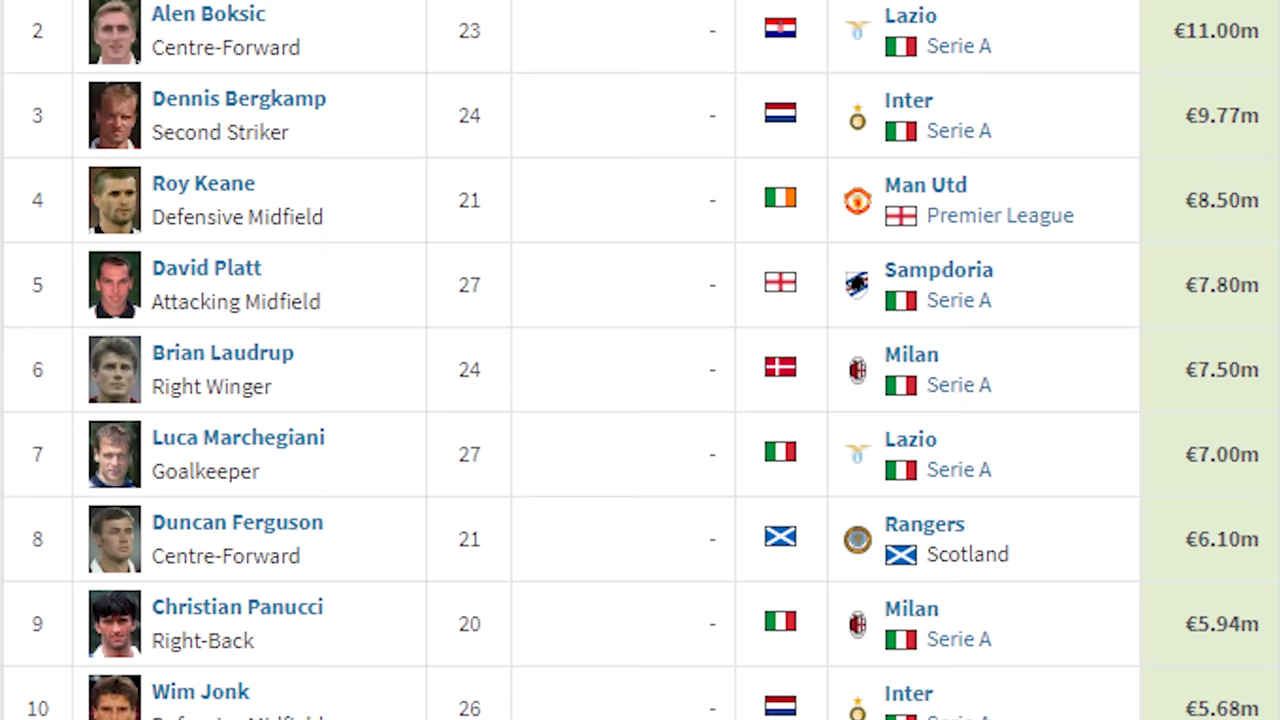 2 Alen Boksic Centre-Forward 23 - Lazio Serie A €11.00m
3 Dennis Bergkamp Second Striker 24 - Inter Serie A €9.77m
4 Roy Keane Defensive Midfield 21 - Man Utd Premier League €8.50m
5 David Platt Attacking Midfield 27 - Sampdoria Serie A €7.80m
6 Brian Laudrup Right Winger 24 - Milan Serie A €7.50m
7 Luca Marchegiani Goalkeeper 27 - Lazio Serie A €7.00m
8 Duncan Ferguson Centre-Forward 21 - Rangers Scotland €6.10m
9 Christian Panucci Right-Back 20 - Milan Serie A €5.94m
10 Wim Jonk 26 - Inter €5.68m